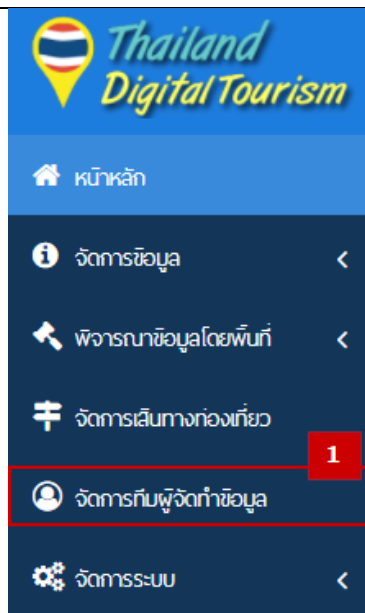 Thailand
Digital Tourism
หน้าหลัก
จัดการข้อมูล
พิจารณาข้อมูลโดยพื้นที่
จัดการเส้นทางท่องเที่ยว
1
จัดการทีมผู้จัดทำข้อมูล
จัดการระบบ